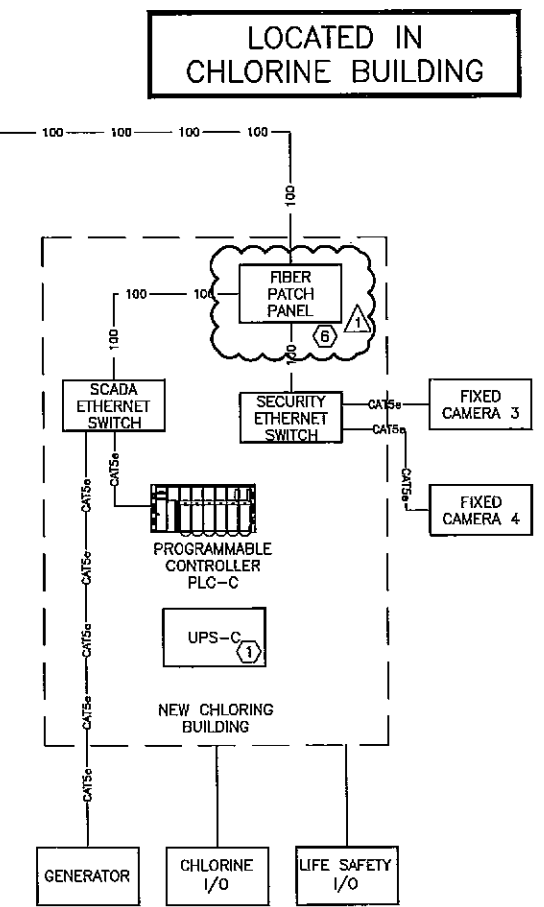 LOCATED IN
CHLORINE BUILDING
100 100 100 100
100
FIBER
PATCH
PANEL
1
6
100 100
100
100
SCADA
ETHERNET
SWITCH
SECURITY
ETHERNET
SWITCH
CAT5e
FIXED
CAMERA 3
CAT5e
CAT5e
FIXED
CAMERA 4
CAT5e
CAT5e
CAT5e
CAT5e
CAT5e
CAT5e
PROGRAMMABLE
CONTROLLER
PLC-C
UPS-C
1
NEW CHLORING
BUILDING
GENERATOR
CHLORINE
I/O
LIFE SAFETY
I/O